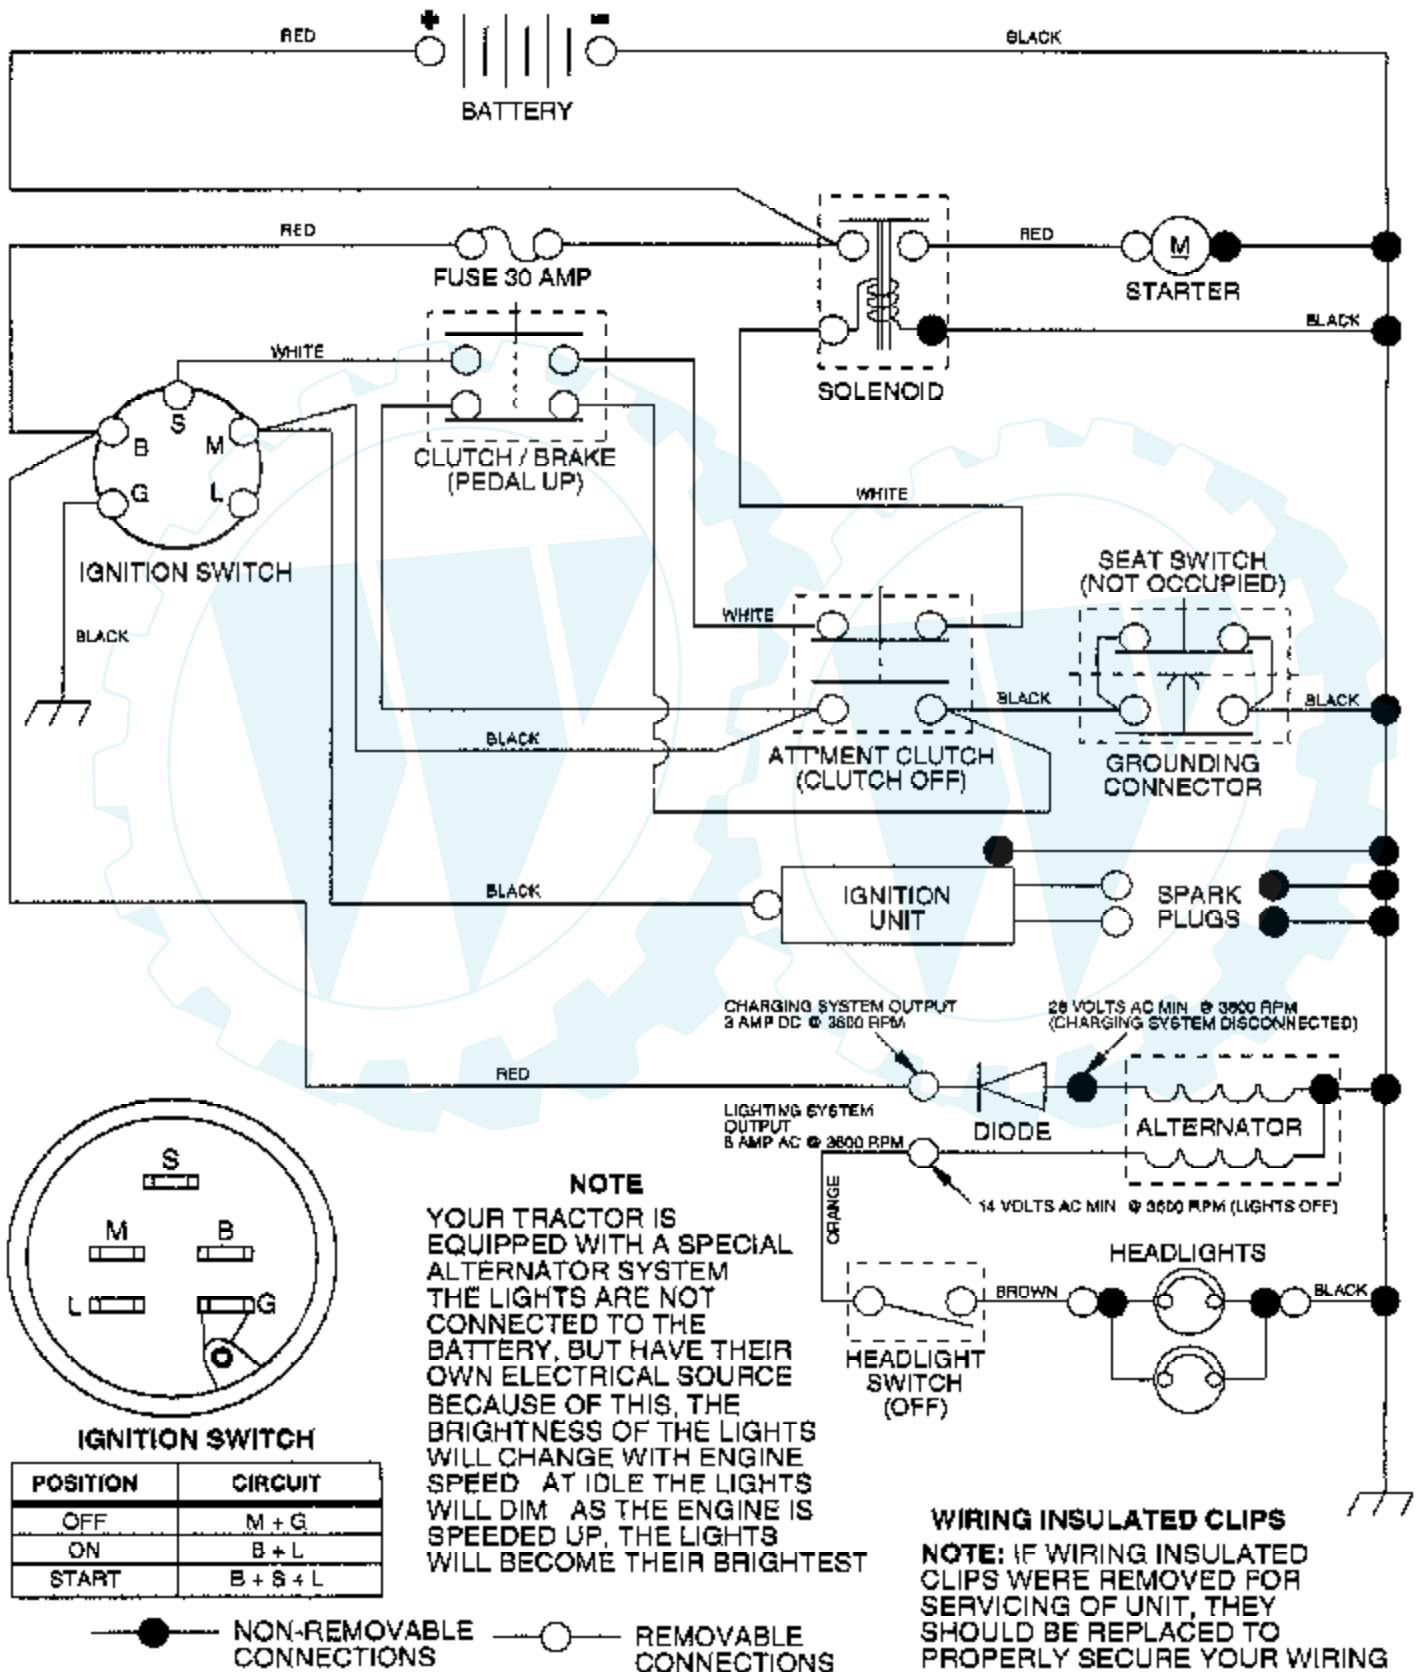 RED
+
-
BLACK
BATTERY
RED
FUSE 30 AMP
RED
M
STARTER
BLACK
SOLENOID
WHITE
S
B
M
G
L
IGNITION SWITCH
CLUTCH / BRAKE
(PEDAL UP)
WHITE
BLACK
WHITE
SEAT SWITCH
(NOT OCCUPIED)
BLACK
BLACK
BLACK
ATT'MENT CLUTCH
(CLUTCH OFF)
GROUNDING
CONNECTOR
BLACK
IGNITION
UNIT
SPARK
PLUGS
CHARGING SYSTEM OUTPUT
3 AMP DC @ 3600 RPM
28 VOLTS AC MIN @ 3600 RPM
(CHARGING SYSTEM DISCONNECTED)
RED
LIGHTING SYSTEM
OUTPUT
5 AMP AC @ 3600 RPM
DIODE
ALTERNATOR
14 VOLTS AC MIN @ 3600 RPM (LIGHTS OFF)
ORANGE
HEADLIGHTS
BROWN
BLACK
HEADLIGHT
SWITCH
(OFF)
S
M
B
L
G
IGNITION SWITCH
POSITION CIRCUIT
OFF M + G
ON B + L
START B + S + L
NOTE
YOUR TRACTOR IS
EQUIPPED WITH A SPECIAL
ALTERNATOR SYSTEM
THE LIGHTS ARE NOT
CONNECTED TO THE
BATTERY, BUT HAVE THEIR
OWN ELECTRICAL SOURCE
BECAUSE OF THIS, THE
BRIGHTNESS OF THE LIGHTS
WILL CHANGE WITH ENGINE
SPEED AT IDLE THE LIGHTS
WILL DIM AS THE ENGINE IS
SPEEDED UP, THE LIGHTS
WILL BECOME THEIR BRIGHTEST
WIRING INSULATED CLIPS
NOTE: IF WIRING INSULATED
CLIPS WERE REMOVED FOR
SERVICING OF UNIT, THEY
SHOULD BE REPLACED TO
PROPERLY SECURE YOUR WIRING
NON-REMOVABLE
CONNECTIONS
REMOVABLE
CONNECTIONS